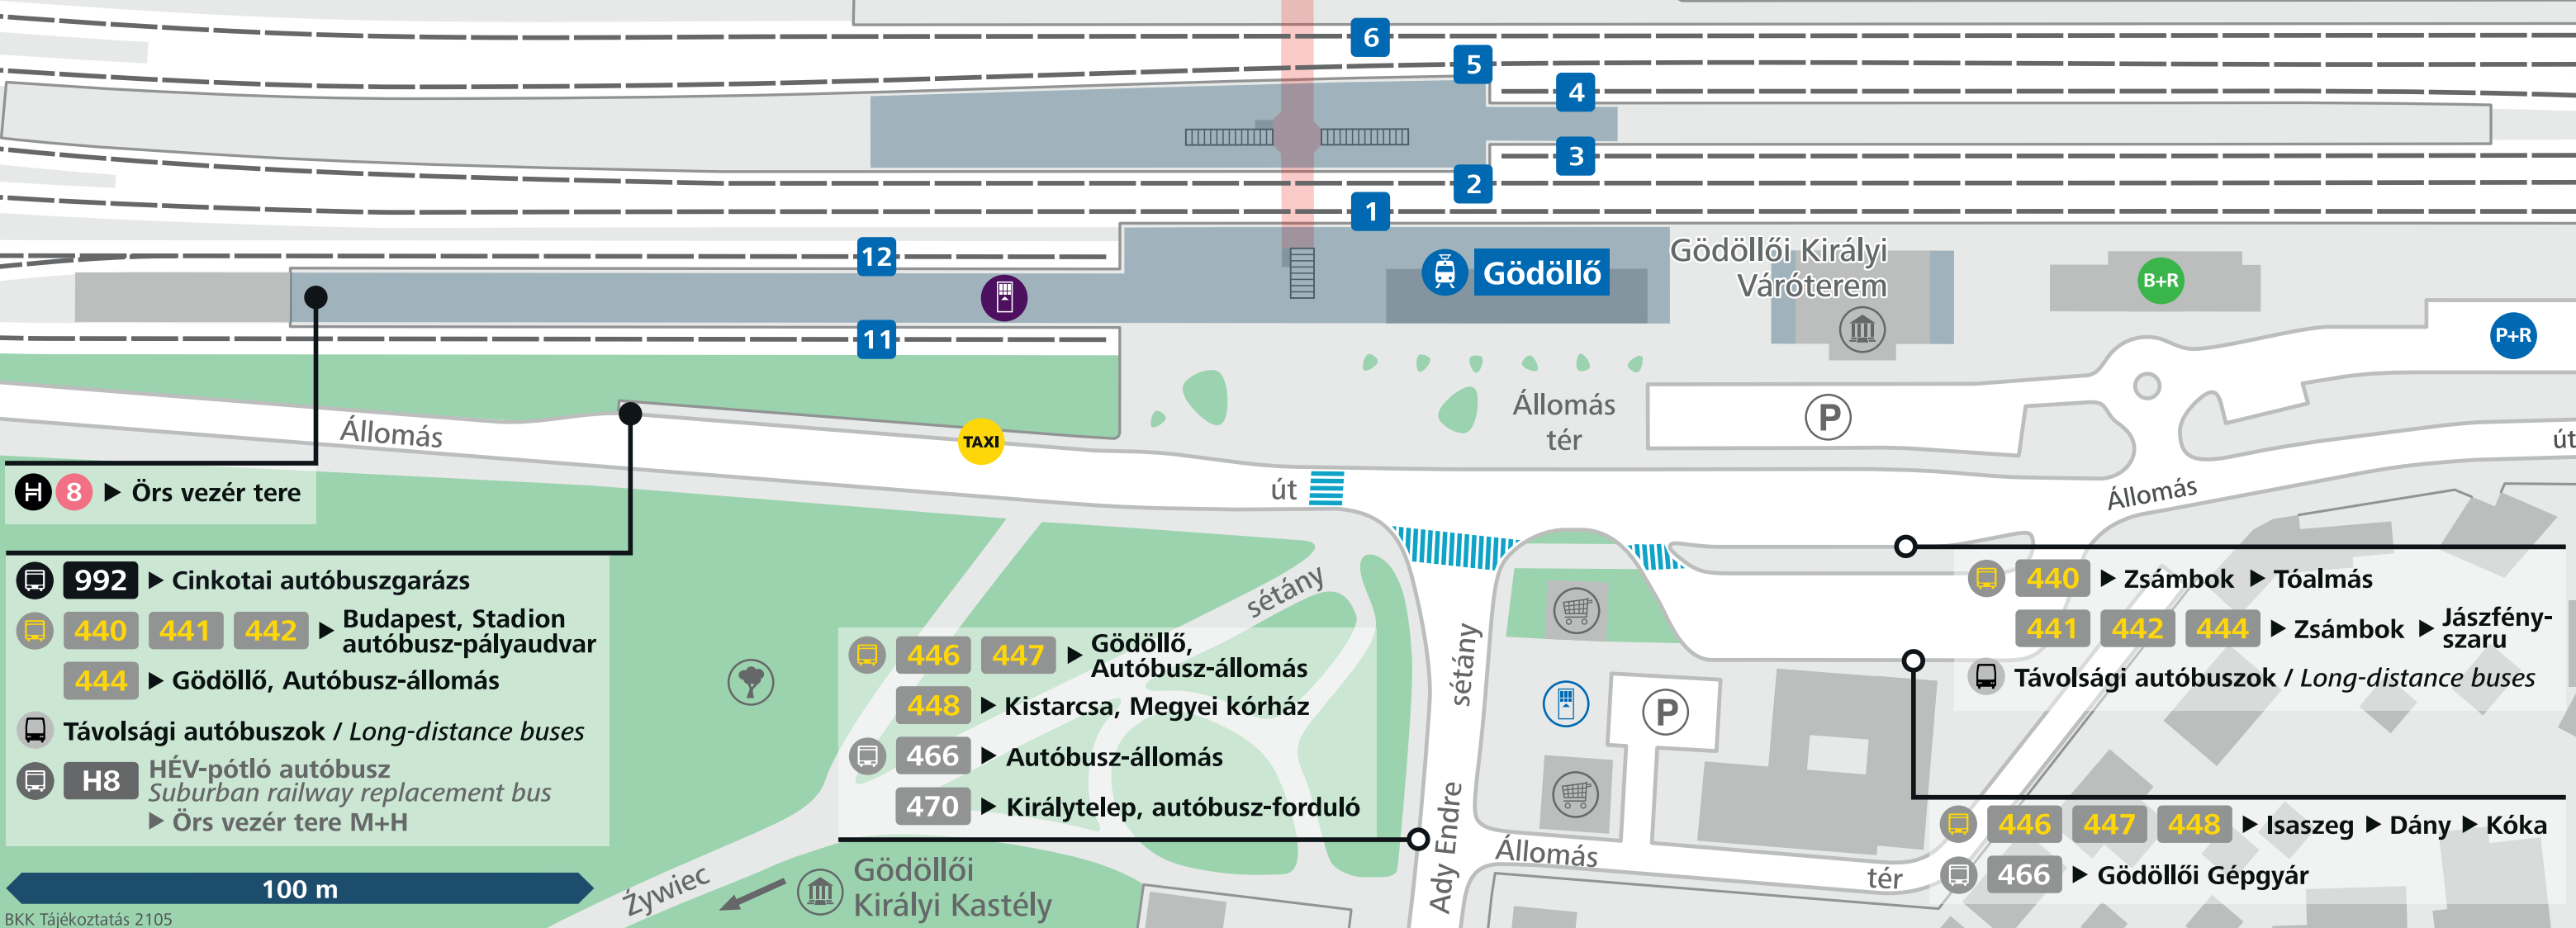 6
5
4
3
2
1
12
11
Gödöllő
Gödöllői Királyi
Váróterem
B+R
P+R
Állomás
tér
P
út
Állomás
TAXI
út
Állomás
H 8 ▶ Örs vezér tere
992 ▶ Cinkotai autóbuszgarázs
440 441 442 ▶ Budapest, Stadion
autóbusz-pályaudvar
444 ▶ Gödöllő, Autóbusz-állomás
Távolsági autóbuszok / Long-distance buses
H8 HÉV-pótló autóbusz
Suburban railway replacement bus
▶ Örs vezér tere M+H
100 m
BKK Tájékoztatás 2105
sétány
Żywiec
446 447 ▶ Gödöllő,
Autóbusz-állomás
448 ▶ Kistarcsa, Megyei kórház
466 ▶ Autóbusz-állomás
470 ▶ Királytelep, autóbusz-forduló
Gödöllői
Királyi Kastély
sétány
Ady Endre
P
Állomás
tér
440 ▶ Zsámbok ▶ Tóalmás
441 442 444 ▶ Zsámbok ▶ Jászfény-
szaru
Távolsági autóbuszok / Long-distance buses
446 447 448 ▶ Isaszeg ▶ Dány ▶ Kóka
466 ▶ Gödöllői Gépgyár